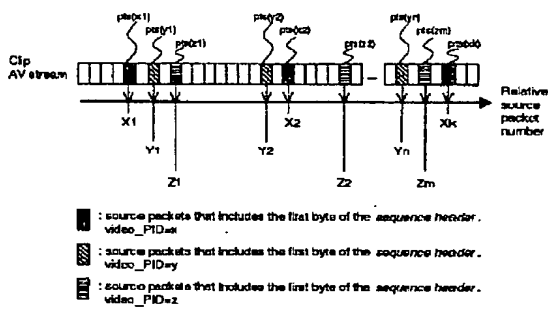 pts(x1) pts(y1) pts(z1) pts(y2) pts(x2) pts(z2) pts(yn) pts(zm) pts(xk)
Clip
AV stream
Relative
source
packet
number
X1 Y1 Z1 Y2 X2 Z2 Yn Zm Xk
: source packets that includes the first byte of the sequence header.
video_PID=x
: source packets that includes the first byte of the sequence header.
video_PID=y
: source packets that includes the first byte of the sequence header.
video_PID=z